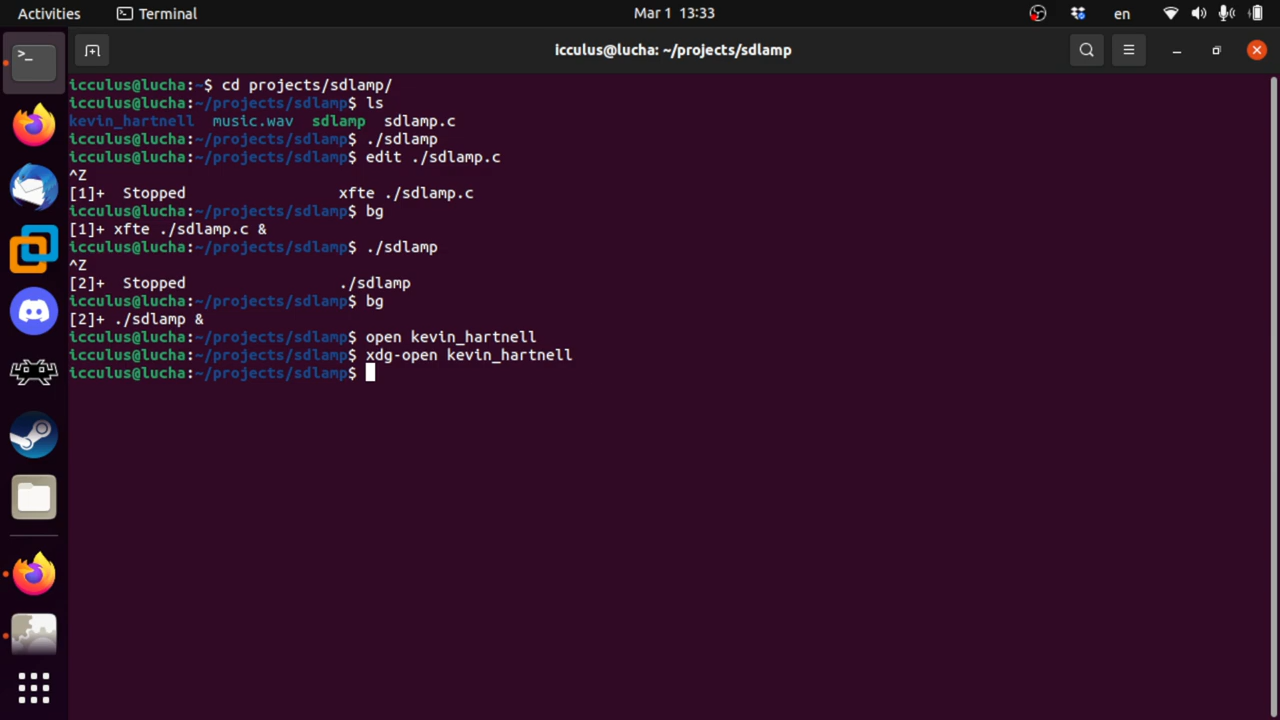 Activities Terminal Mar 1 13:33 en
icculus@lucha: ~/projects/sdlamp
icculus@lucha:~$ cd projects/sdlamp/
icculus@lucha:~/projects/sdlamp$ ls
kevin_hartnell music.wav sdlamp sdlamp.c
icculus@lucha:~/projects/sdlamp$ ./sdlamp
icculus@lucha:~/projects/sdlamp$ edit ./sdlamp.c
^Z
[1]+ Stopped xfte ./sdlamp.c
icculus@lucha:~/projects/sdlamp$ bg
[1]+ xfte ./sdlamp.c &
icculus@lucha:~/projects/sdlamp$ ./sdlamp
^Z
[2]+ Stopped ./sdlamp
icculus@lucha:~/projects/sdlamp$ bg
[2]+ ./sdlamp &
icculus@lucha:~/projects/sdlamp$ open kevin_hartnell
icculus@lucha:~/projects/sdlamp$ xdg-open kevin_hartnell
icculus@lucha:~/projects/sdlamp$